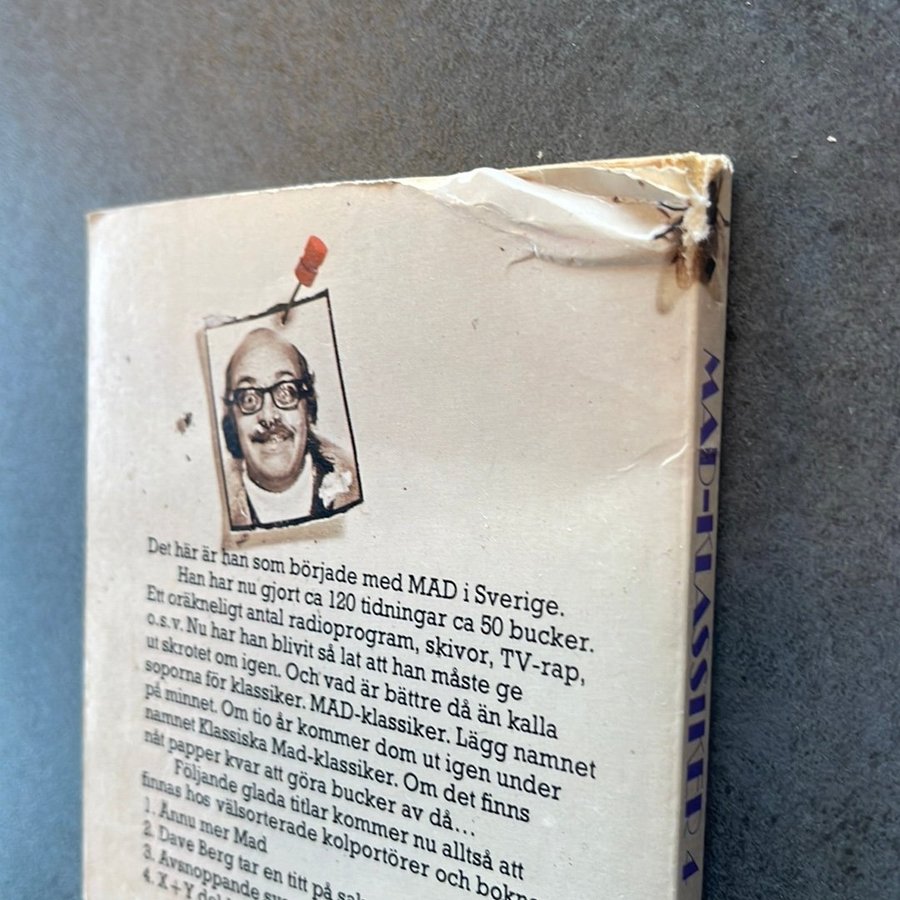 Det här är han som började med MAD i Sverige.
Han har nu gjort ca 120 tidningar ca 50 bucker.
Ett oräkneligt antal radioprogram, skivor, TV-rap,
o.s.v. Nu har han blivit så lat att han måste ge
ut skrotet om igen. Och vad är bättre då än kalla
soporna för klassiker. MAD-klassiker. Lägg namnet
på minnet. Om tio år kommer dom ut igen under
namnet Klassiska Mad-klassiker. Om det finns
nåt papper kvar att göra bucker av då...
Följande glada titlar kommer nu alltså att
finnas hos välsorterade kolportörer och
1. Ännu mer Mad
2. Dave Berg tar en titt på
3. Avsnoppande
4. X+Y
MAD-KLASSIKER 4